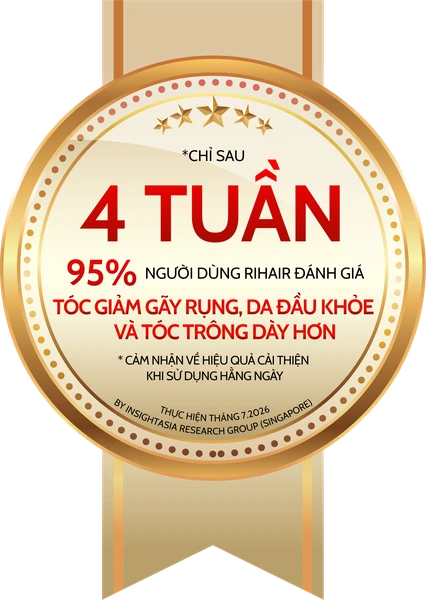 *CHỈ SAU
4 TUẦN
95% NGƯỜI DÙNG RIHAIR ĐÁNH GIÁ
TÓC GIẢM GÃY RỤNG, DA ĐẦU KHỎE
VÀ TÓC TRÔNG DÀY HƠN
* CẢM NHẬN VỀ HIỆU QUẢ CẢI THIỆN
KHI SỬ DỤNG HẰNG NGÀY
THỰC HIỆN THÁNG 7.2026
BY INSIGHTASIA RESEARCH GROUP (SINGAPORE)